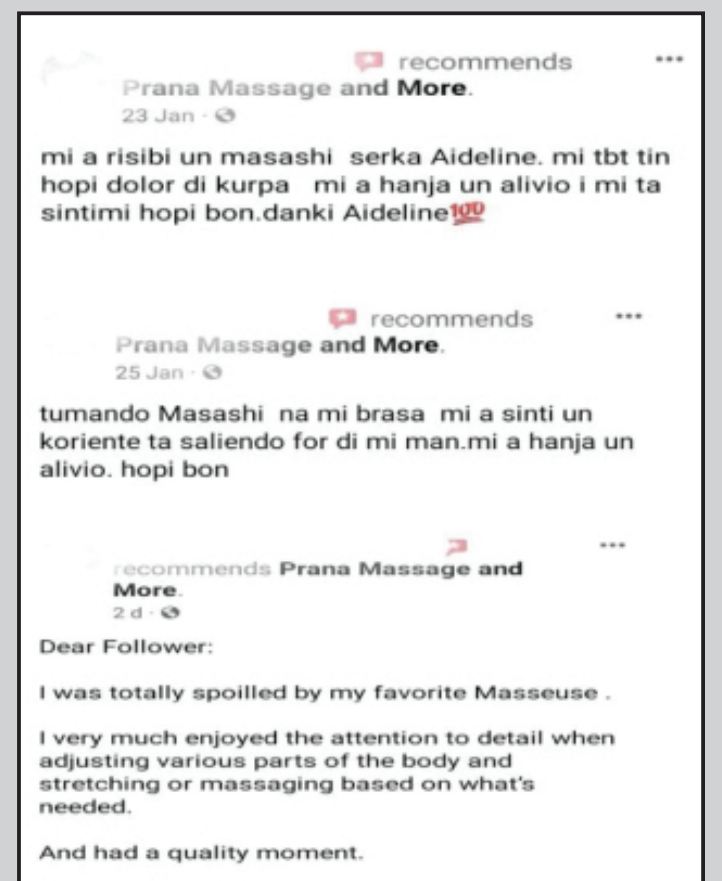 recommends
Prana Massage and More.
23 Jan ·
mi a risibi un masashi serka Aideline. mi tbt tin
hopi dolor di kurpa mi a hanja un alivio i mi ta
sintimi hopi bon.danki Aideline💯
recommends
Prana Massage and More.
25 Jan ·
tumando Masashi na mi brasa mi a sinti un
koriente ta saliendo for di mi man.mi a hanja un
alivio. hopi bon
recommends Prana Massage and
More.
2 d ·
Dear Follower:
I was totally spoilled by my favorite Masseuse .
I very much enjoyed the attention to detail when
adjusting various parts of the body and
stretching or massaging based on what's
needed.
And had a quality moment.